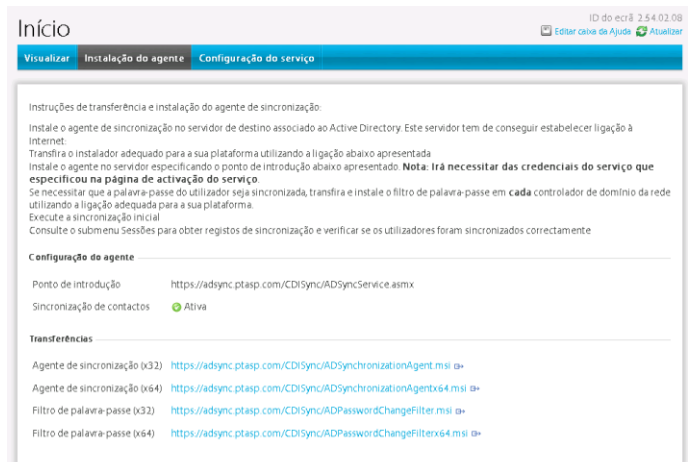 ID do ecrã 2.54.02.08
Início
Editar caixa da Ajuda Atualizar
Visualizar Instalação do agente Configuração do serviço
Instruções de transferência e instalação do agente de sincronização:
Instale o agente de sincronização no servidor de destino associado ao Active Directory. Este servidor tem de conseguir estabelecer ligação à
Internet:
Transfira o instalador adequado para a sua plataforma utilizando a ligação abaixo apresentada
Instale o agente no servidor especificando o ponto de introdução abaixo apresentado. Nota: Irá necessitar das credenciais do serviço que
especificou na página de activação do serviço.
Se necessitar que a palavra-passe do utilizador seja sincronizada, transfira e instale o filtro de palavra-passe em cada controlador de domínio da rede
utilizando a ligação adequada para a sua plataforma.
Execute a sincronização inicial
Consulte o submenu Sessões para obter registos de sincronização e verificar se os utilizadores foram sincronizados correctamente
Configuração do agente
Ponto de introdução https://adsync.ptasp.com/CDISync/ADSyncService.asmx
Sincronização de contactos Ativa
Transferências
Agente de sincronização (x32) https://adsync.ptasp.com/CDISync/ADSynchronizationAgent.msi
Agente de sincronização (x64) https://adsync.ptasp.com/CDISync/ADSynchronizationAgentx64.msi
Filtro de palavra-passe (x32) https://adsync.ptasp.com/CDISync/ADPasswordChangeFilter.msi
Filtro de palavra-passe (x64) https://adsync.ptasp.com/CDISync/ADPasswordChangeFilterx64.msi